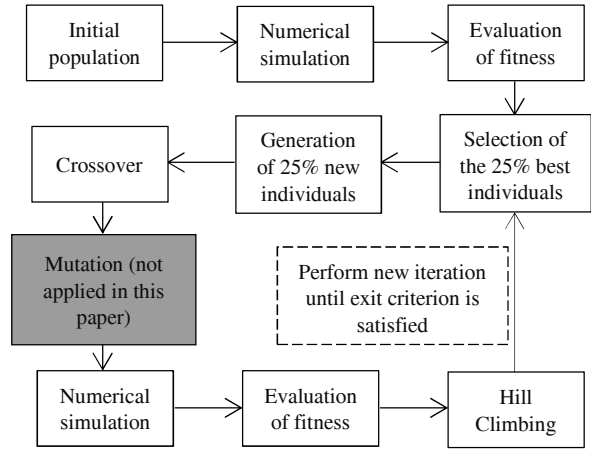 Initial
population
Numerical
simulation
Evaluation
of fitness
Selection of
the 25% best
individuals
Generation
of 25% new
individuals
Crossover
Mutation (not
applied in this
paper)
Perform new iteration
until exit criterion is
satisfied
Numerical
simulation
Evaluation
of fitness
Hill
Climbing